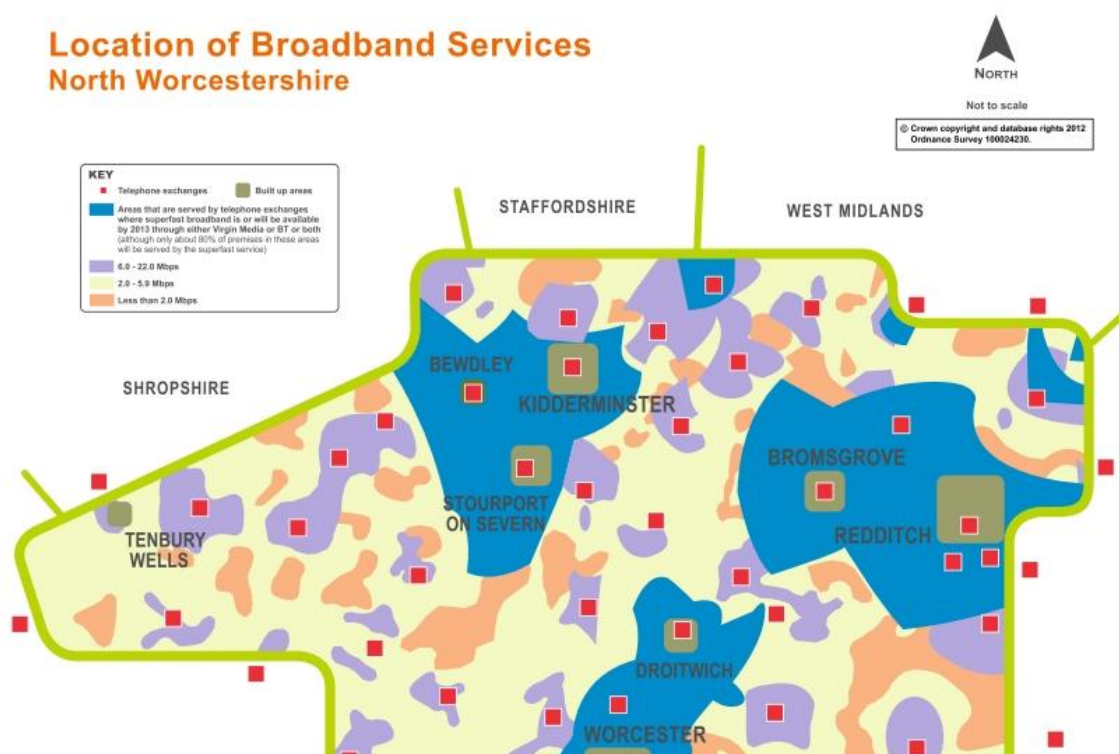 Location of Broadband Services
North Worcestershire
NORTH
Not to scale
© Crown copyright and database rights 2012
Ordnance Survey 100024230.
KEY
Telephone exchanges
Built up areas
Areas that are served by telephone exchanges
where superfast broadband is or will be available
by 2013 through either Virgin Media or BT or both
(although only about 80% of premises in these areas
will be served by the superfast service)
6.0 - 22.0 Mbps
2.0 - 5.9 Mbps
Less than 2.0 Mbps
STAFFORDSHIRE
WEST MIDLANDS
SHROPSHIRE
BEWDLEY
KIDDERMINSTER
BROMSGROVE
STOURPORT
ON SEVERN
REDDITCH
TENBURY
WELLS
DROITWICH
WORCESTER